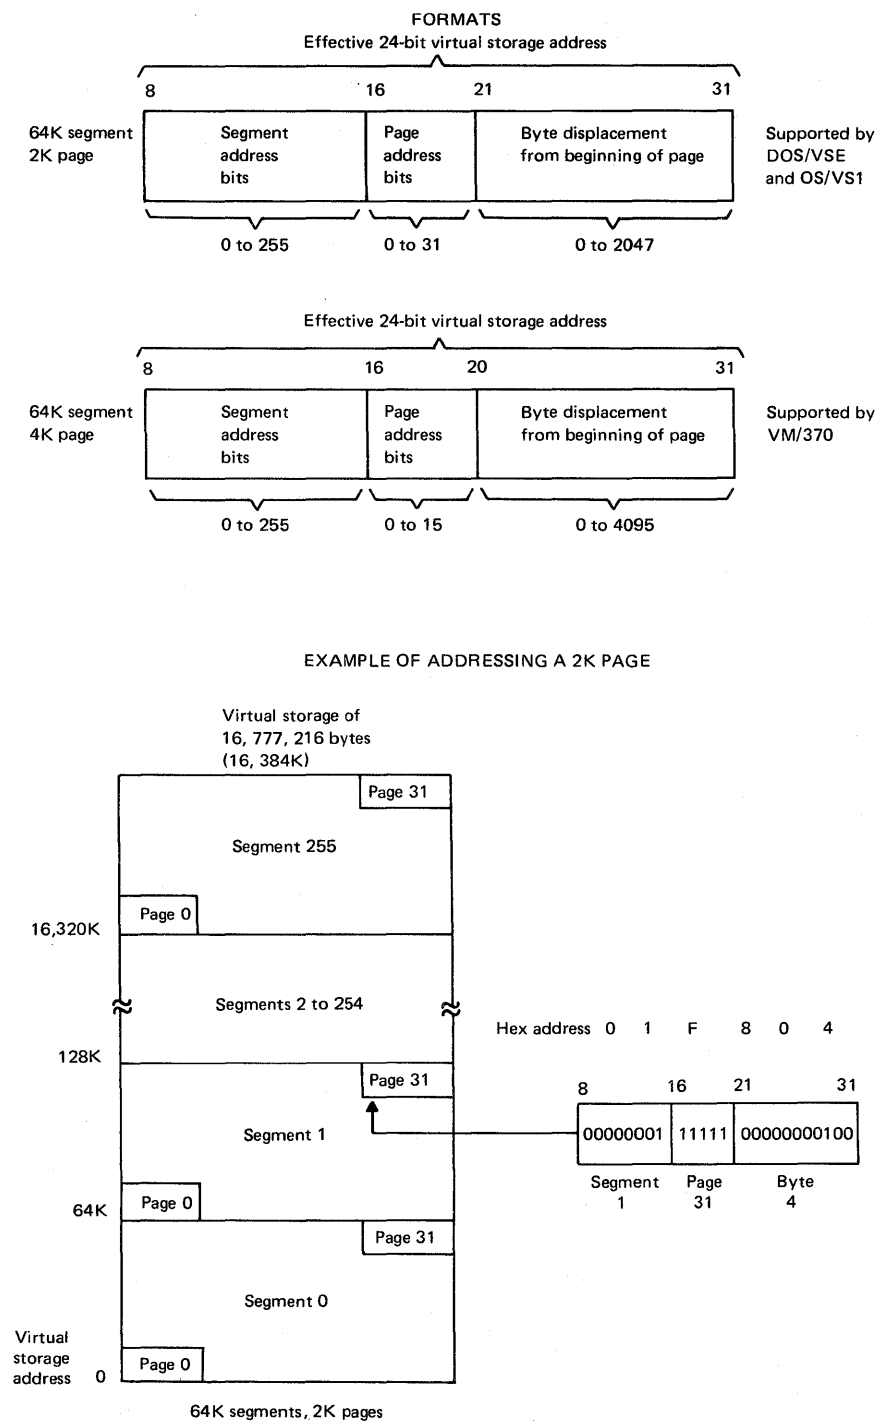 FORMATS
Effective 24-bit virtual storage address
8 16 21 31
64K segment
2K page
Segment
address
bits
Page
address
bits
Byte displacement
from beginning of page
Supported by
DOS/VSE
and OS/VS1
0 to 255 0 to 31 0 to 2047
Effective 24-bit virtual storage address
8 16 20 31
64K segment
4K page
Segment
address
bits
Page
address
bits
Byte displacement
from beginning of page
Supported by
VM/370
0 to 255 0 to 15 0 to 4095
EXAMPLE OF ADDRESSING A 2K PAGE
Virtual storage of
16, 777, 216 bytes
(16, 384K)
Page 31
Segment 255
Page 0
16,320K
Segments 2 to 254
128K
Page 31
Segment 1
Page 0
64K
Page 31
Segment 0
Page 0
Virtual
storage
address 0
64K segments, 2K pages
Hex address 0 1 F 8 0 4
8 16 21 31
00000001 11111 00000000100
Segment
1
Page
31
Byte
4